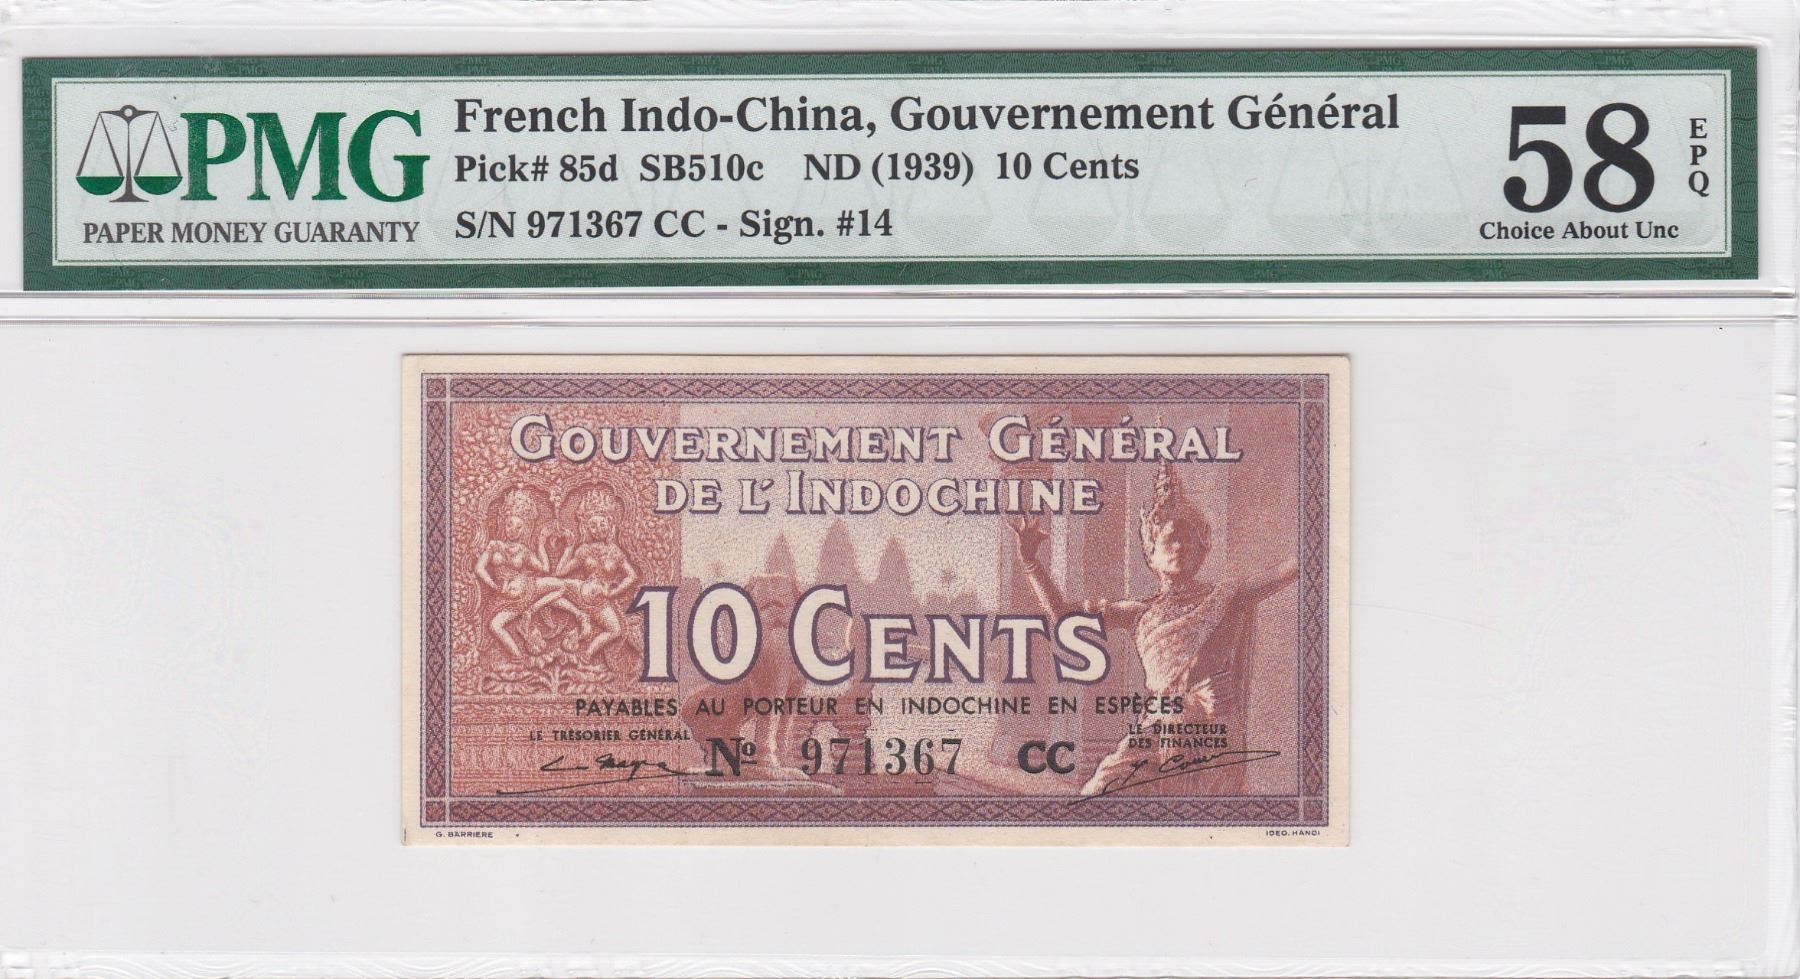 PMG
PAPER MONEY GUARANTY
French Indo-China, Gouvernement Général
Pick# 85d SB510c ND (1939) 10 Cents
S/N 971367 CC - Sign. #14
58
EPQ
Choice About Unc
GOUVERNEMENT GÉNÉRAL
DE L'INDOCHINE
10 CENTS
PAYABLES AU PORTEUR EN INDOCHINE EN ESPÈCES
LE TRESORIER GÉNÉRAL
LE DIRECTEUR
DES FINANCES
No 971367 CC
G. BARRIERE
IDEO. HANOI